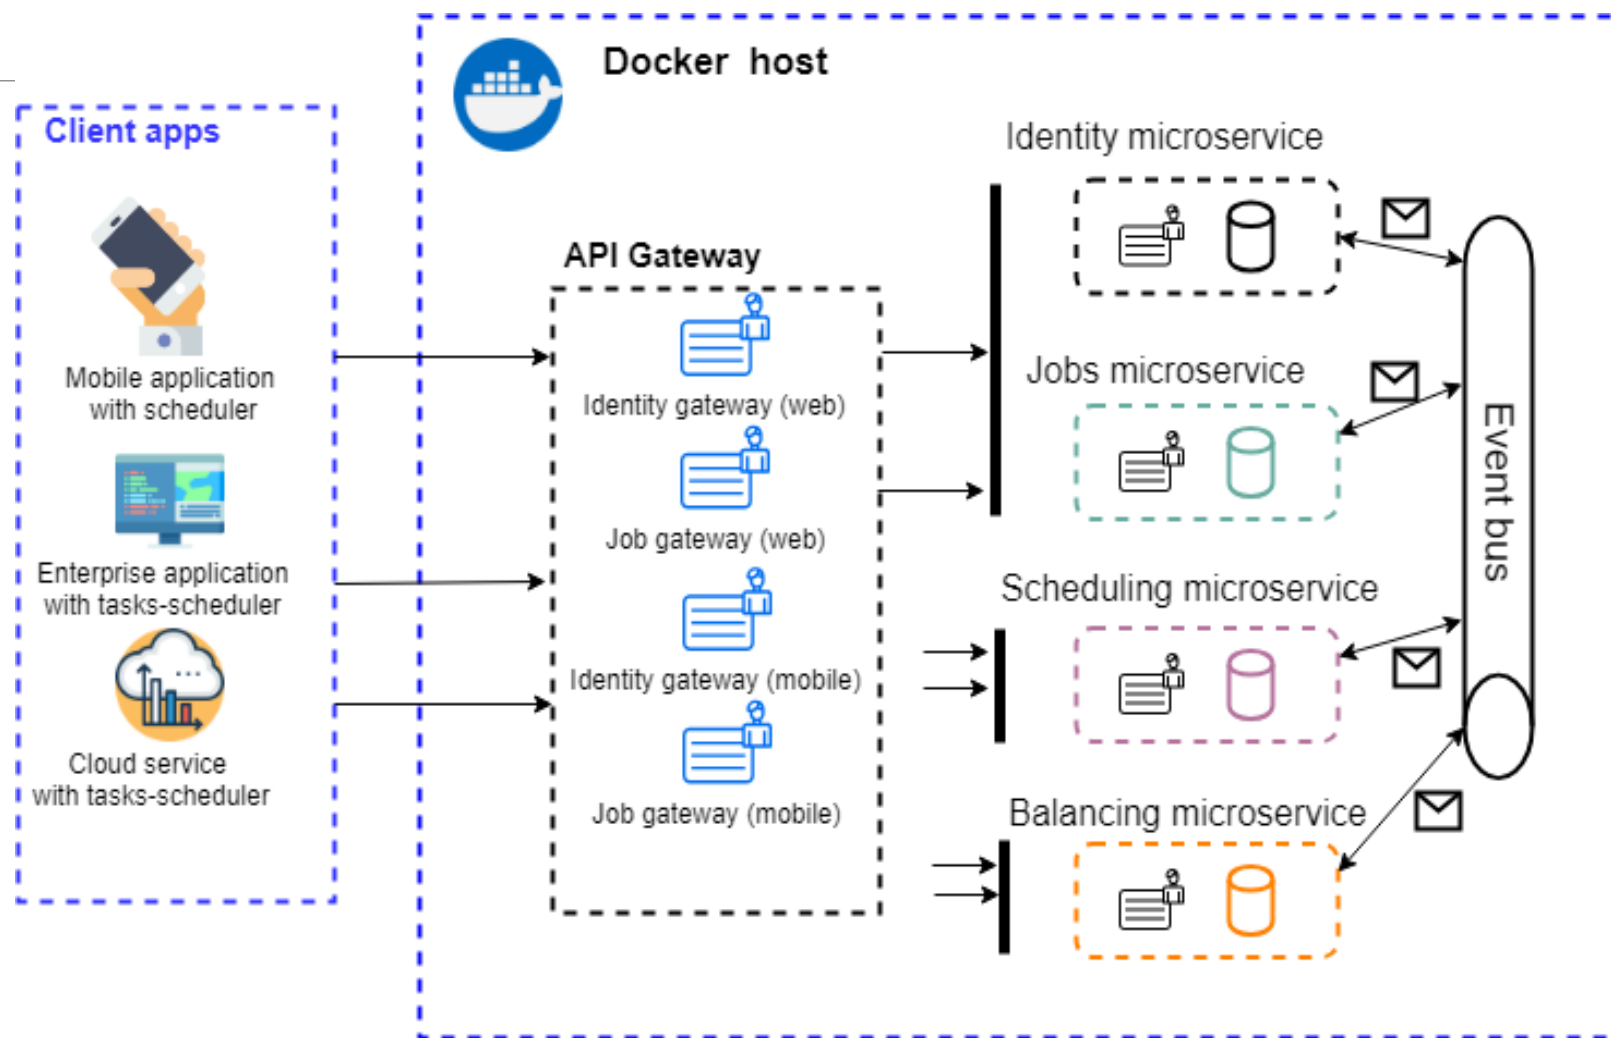 Docker host
Client apps
Mobile application
with scheduler
Enterprise application
with tasks-scheduler
Cloud service
with tasks-scheduler
API Gateway
Identity gateway (web)
Job gateway (web)
Identity gateway (mobile)
Job gateway (mobile)
Identity microservice
Jobs microservice
Scheduling microservice
Balancing microservice
Event bus